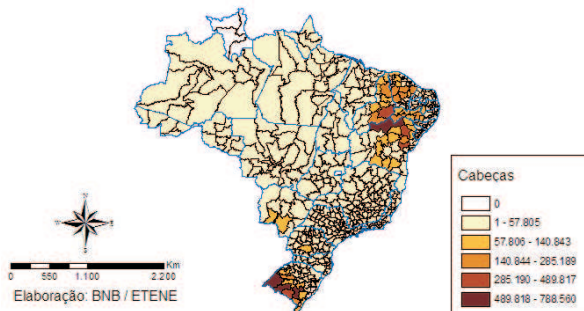 N
Km
0 550 1.100 2.200
Elaboração: BNB / ETENE
Cabeças
0
1 - 57.805
57.806 - 140.843
140.844 - 285.189
285.190 - 489.817
489.818 - 788.560